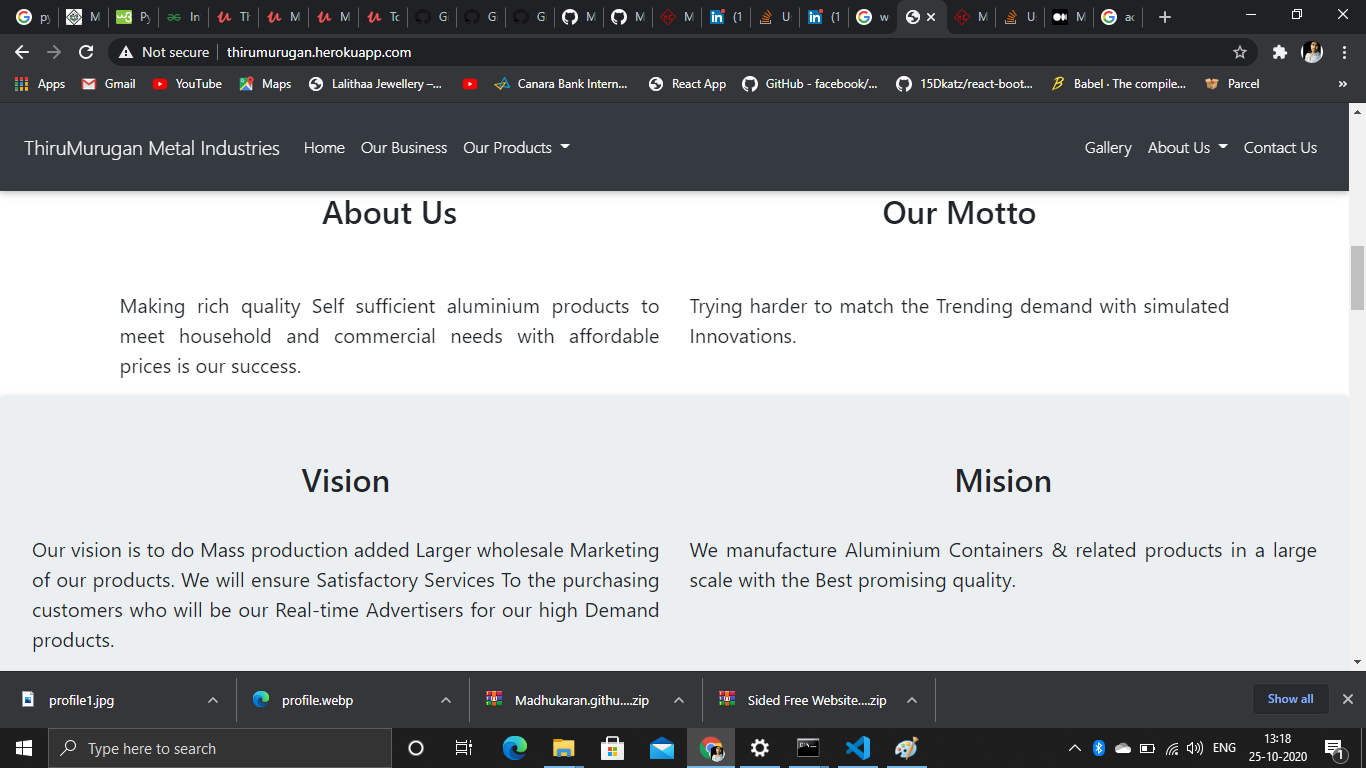 py M Py In Th M M To Gi Gi Gi M M M (1 Us (1 w M Us M ac
Not secure thirumurugan.herokuapp.com
Apps Gmail YouTube Maps Lalithaa Jewellery –... Canara Bank Intern... React App GitHub - facebook/... 15Dkatz/react-boot... Babel · The compile... Parcel »
ThiruMurugan Metal Industries Home Our Business Our Products Gallery About Us Contact Us
About Us
Making rich quality Self sufficient aluminium products to
meet household and commercial needs with affordable
prices is our success.
Our Motto
Trying harder to match the Trending demand with simulated
Innovations.
Vision
Our vision is to do Mass production added Larger wholesale Marketing
of our products. We will ensure Satisfactory Services To the purchasing
customers who will be our Real-time Advertisers for our high Demand
products.
Mision
We manufacture Aluminium Containers & related products in a large
scale with the Best promising quality.
profile1.jpg profile.webp Madhukaran.githu....zip Sided Free Website....zip Show all
Type here to search ENG 13:18
25-10-2020 1